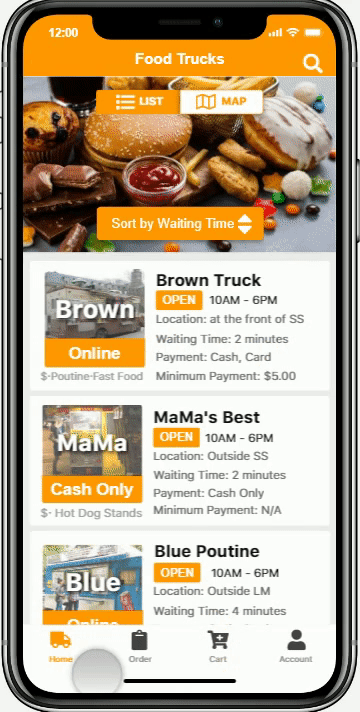 12:00
Food Trucks
LIST MAP
Sort by Waiting Time
Brown Truck
Brown
OPEN 10AM - 6PM
Location: at the front of SS
Waiting Time: 2 minutes
Online
Payment: Cash, Card
$-Poutine-Fast Food
Minimum Payment: $5.00
MaMa's Best
MaMa
OPEN 10AM - 6PM
Location: Outside SS
Waiting Time: 2 minutes
Cash Only
Payment: Cash Only
$- Hot Dog Stands
Minimum Payment: N/A
Blue Poutine
Blue
OPEN 10AM - 6PM
Location: Outside LM
Waiting Time: 4 minutes
Online
Home Order Cart Account